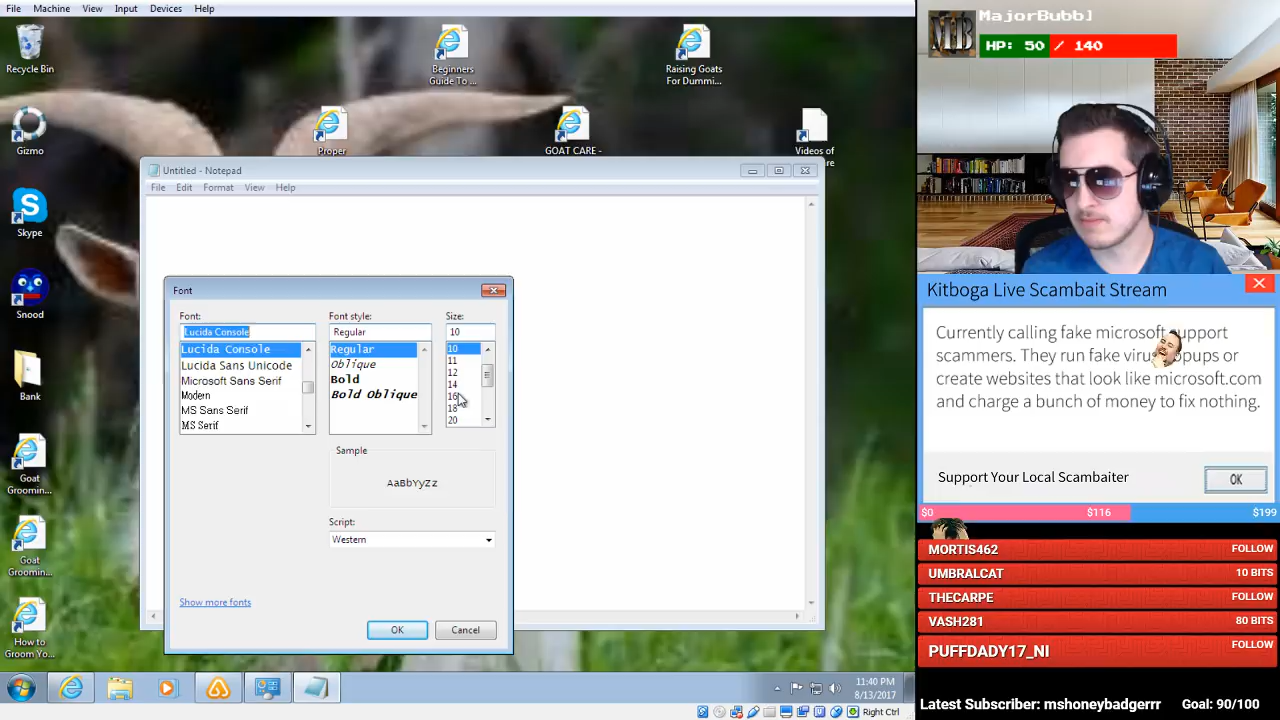 File Machine View Input Devices Help
Recycle Bin
Beginners
Guide To ...
Raising Goats
For Dummi...
Gizmo
Proper
GOAT CARE -
Videos of
Untitled - Notepad
File Edit Format View Help
Skype
Snood
Bank
Goat
Groomin...
Goat
Groomin...
How to
Groom Yo...
Font
Font:
Font style:
Size:
Lucida Console
Regular
10
Lucida Console
Lucida Sans Unicode
Microsoft Sans Serif
Modern
MS Sans Serif
MS Serif
Regular
Oblique
Bold
Bold Oblique
10
11
12
14
16
18
20
Sample
AaBbYyZz
Script:
Western
Show more fonts
OK
Cancel
11:40 PM
8/13/2017
Right Ctrl
MB
MajorBubbl
HP: 50 / 140
Kitboga Live Scambait Stream
Currently calling fake microsoft support
scammers. They run fake virus popups or
create websites that look like microsoft.com
and charge a bunch of money to fix nothing.
Support Your Local Scambaiter
OK
$0 $116 $199
MORTIS462 FOLLOW
UMBRALCAT 10 BITS
THECARPE FOLLOW
VASH281 80 BITS
PUFFDADY17_NI FOLLOW
Latest Subscriber: mshoneybadgerrr Goal: 90/100